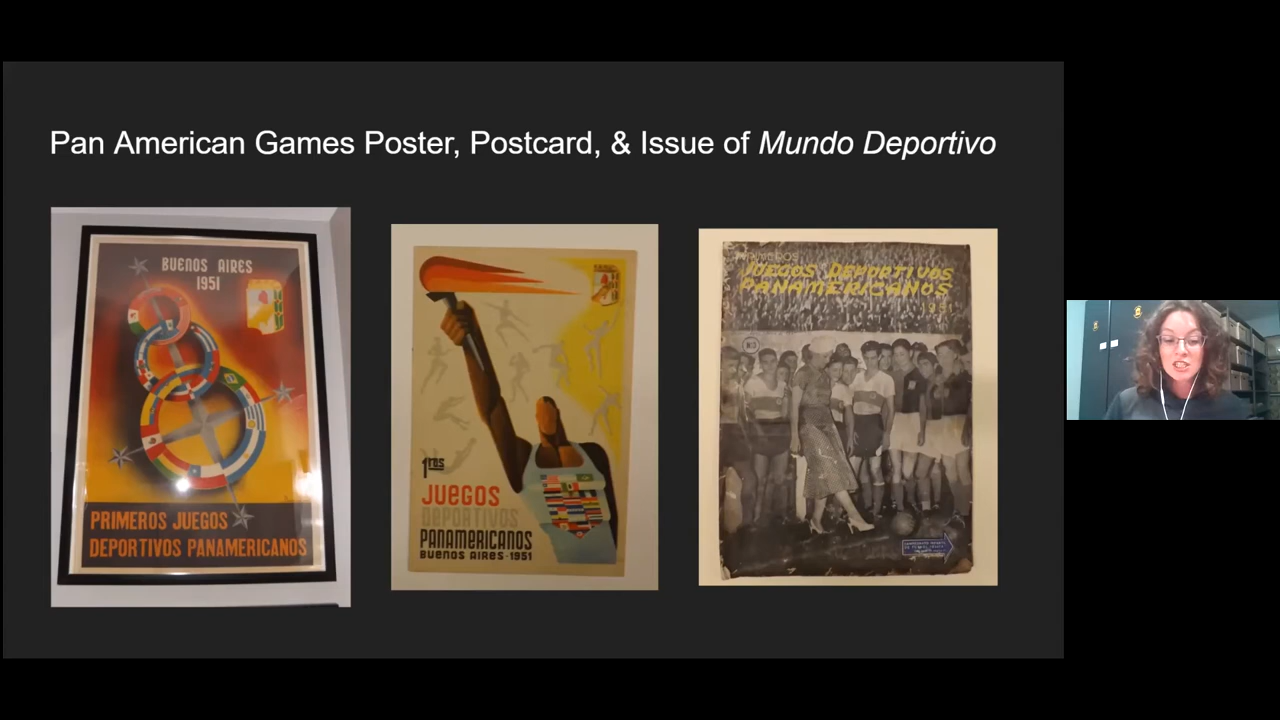 Pan American Games Poster, Postcard, & Issue of Mundo Deportivo
BUENOS AIRES
1951
PRIMEROS JUEGOS
DEPORTIVOS PANAMERICANOS
1ros
JUEGOS
DEPORTIVOS
PANAMERICANOS
BUENOS AIRES - 1951
JUEGOS DEPORTIVOS
PANAMERICANOS
1951